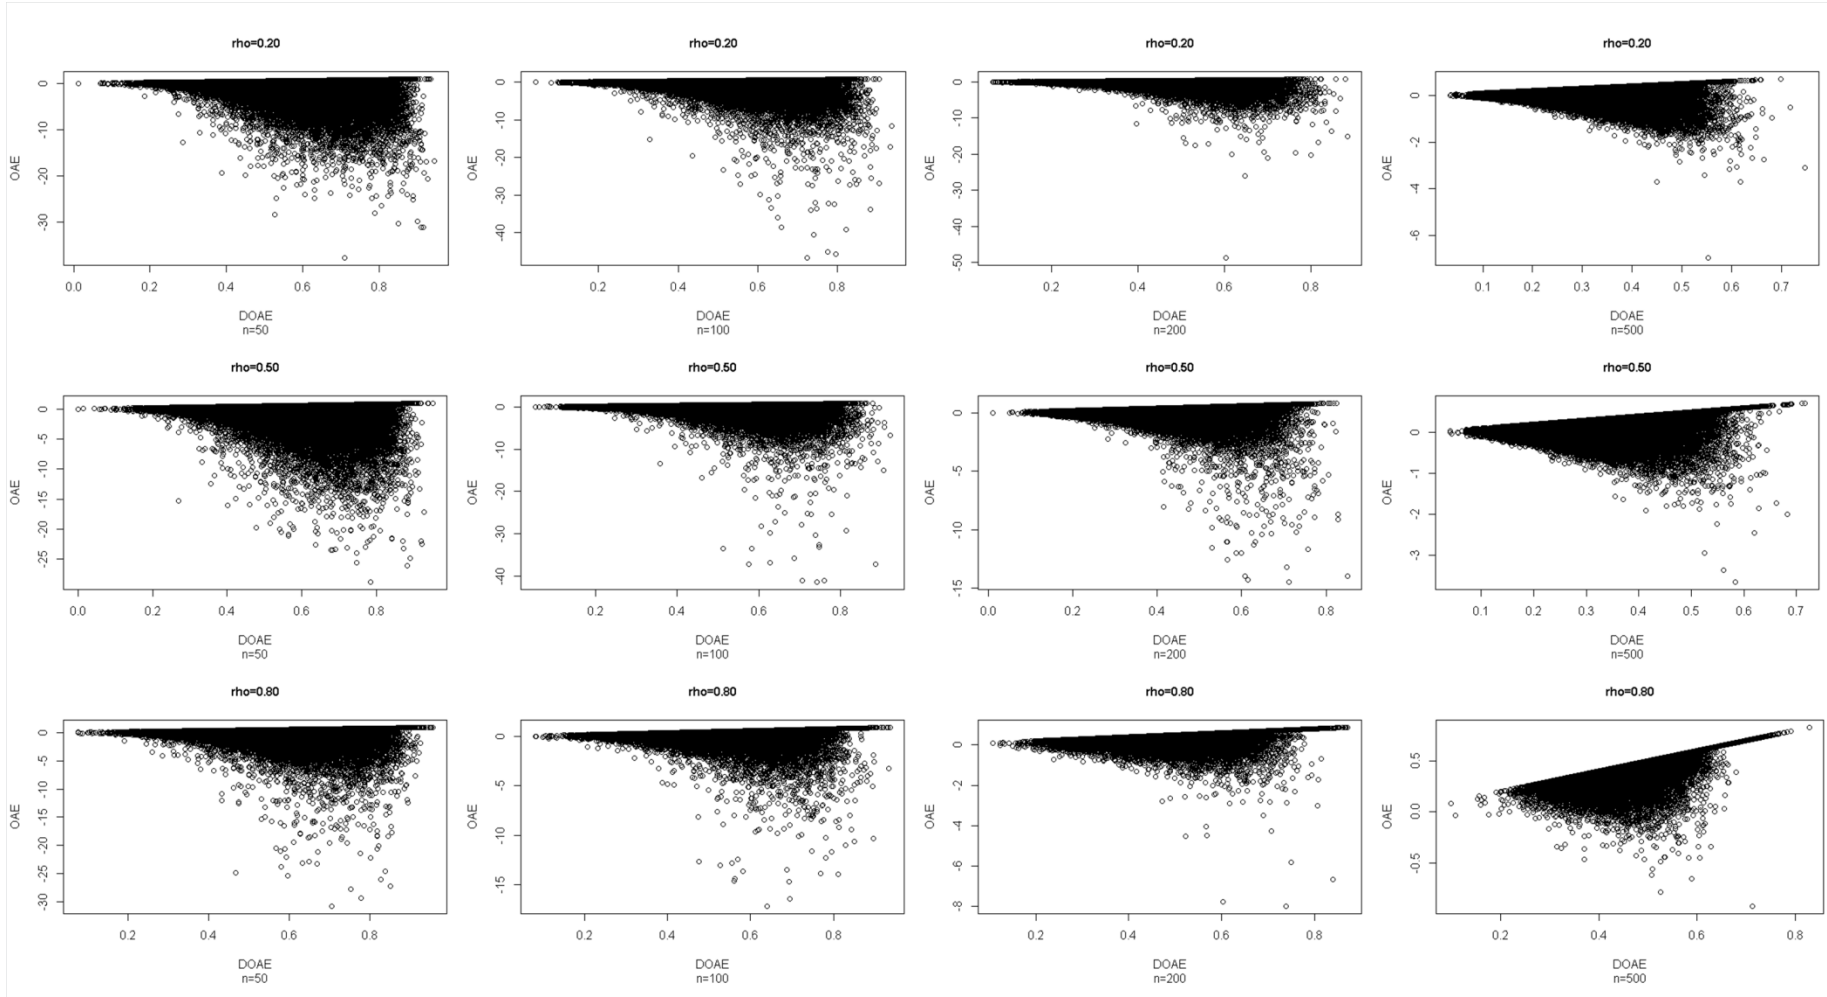 rho=0.20 rho=0.20 rho=0.20 rho=0.20
OAE 0 -10 -20 -30
0.0 0.2 0.4 0.6 0.8
DOAE
n=50
OAE 0 -10 -20 -40
0.2 0.4 0.6 0.8
DOAE
n=100
OAE 0 -10 -20 -30 -40 -50
0.2 0.4 0.6 0.8
DOAE
n=200
OAE 0 -2 -4 -6
0.1 0.2 0.3 0.4 0.5 0.6 0.7
DOAE
n=500
rho=0.50 rho=0.50 rho=0.50 rho=0.50
OAE 0 -5 -10 -15 -20 -25
0.0 0.2 0.4 0.6 0.8
DOAE
n=50
OAE 0 -10 -20 -30 -40
0.2 0.4 0.6 0.8
DOAE
n=100
OAE 0 -5 -10 -15
0.0 0.2 0.4 0.6 0.8
DOAE
n=200
OAE 0 -1 -2 -3
0.1 0.2 0.3 0.4 0.5 0.6 0.7
DOAE
n=500
rho=0.80 rho=0.80 rho=0.80 rho=0.80
OAE 0 -5 -10 -15 -20 -25 -30
0.2 0.4 0.6 0.8
DOAE
n=50
OAE 0 -5 -10 -15
0.2 0.4 0.6 0.8
DOAE
n=100
OAE 0 -2 -4 -6 -8
0.2 0.4 0.6 0.8
DOAE
n=200
OAE 0.5 0.0 -0.5
0.2 0.4 0.6 0.8
DOAE
n=500